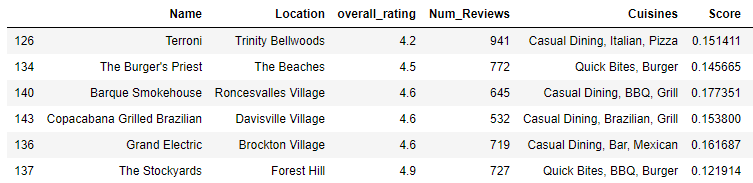 Name Location overall_rating Num_Reviews Cuisines Score
126 Terroni Trinity Bellwoods 4.2 941 Casual Dining, Italian, Pizza 0.151411
134 The Burger's Priest The Beaches 4.5 772 Quick Bites, Burger 0.145665
140 Barque Smokehouse Roncesvalles Village 4.6 645 Casual Dining, BBQ, Grill 0.177351
143 Copacabana Grilled Brazilian Davisville Village 4.6 532 Casual Dining, Brazilian, Grill 0.153800
136 Grand Electric Brockton Village 4.6 719 Casual Dining, Bar, Mexican 0.161687
137 The Stockyards Forest Hill 4.9 727 Quick Bites, BBQ, Burger 0.121914